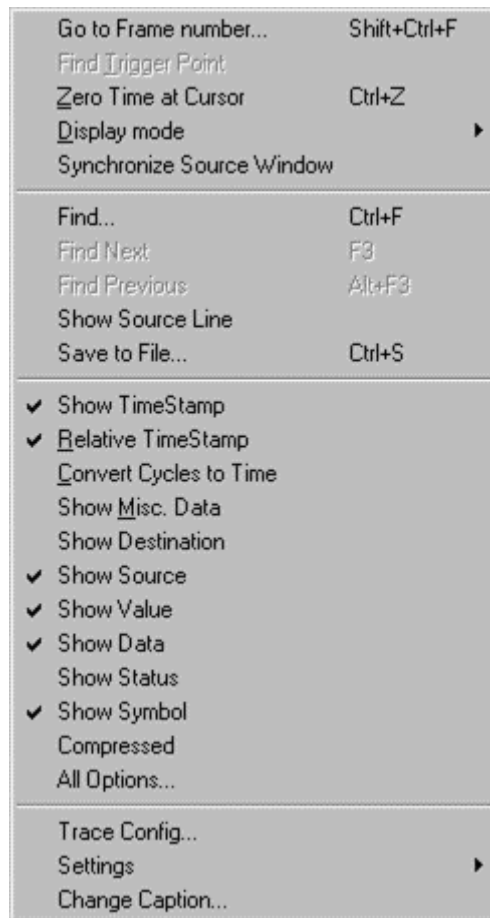 Go to Frame number... Shift+Ctrl+F
Find Trigger Point
Zero Time at Cursor Ctrl+Z
Display mode
Synchronize Source Window
Find... Ctrl+F
Find Next F3
Find Previous Alt+F3
Show Source Line
Save to File... Ctrl+S
Show TimeStamp
Relative TimeStamp
Convert Cycles to Time
Show Misc. Data
Show Destination
Show Source
Show Value
Show Data
Show Status
Show Symbol
Compressed
All Options...
Trace Config...
Settings
Change Caption...